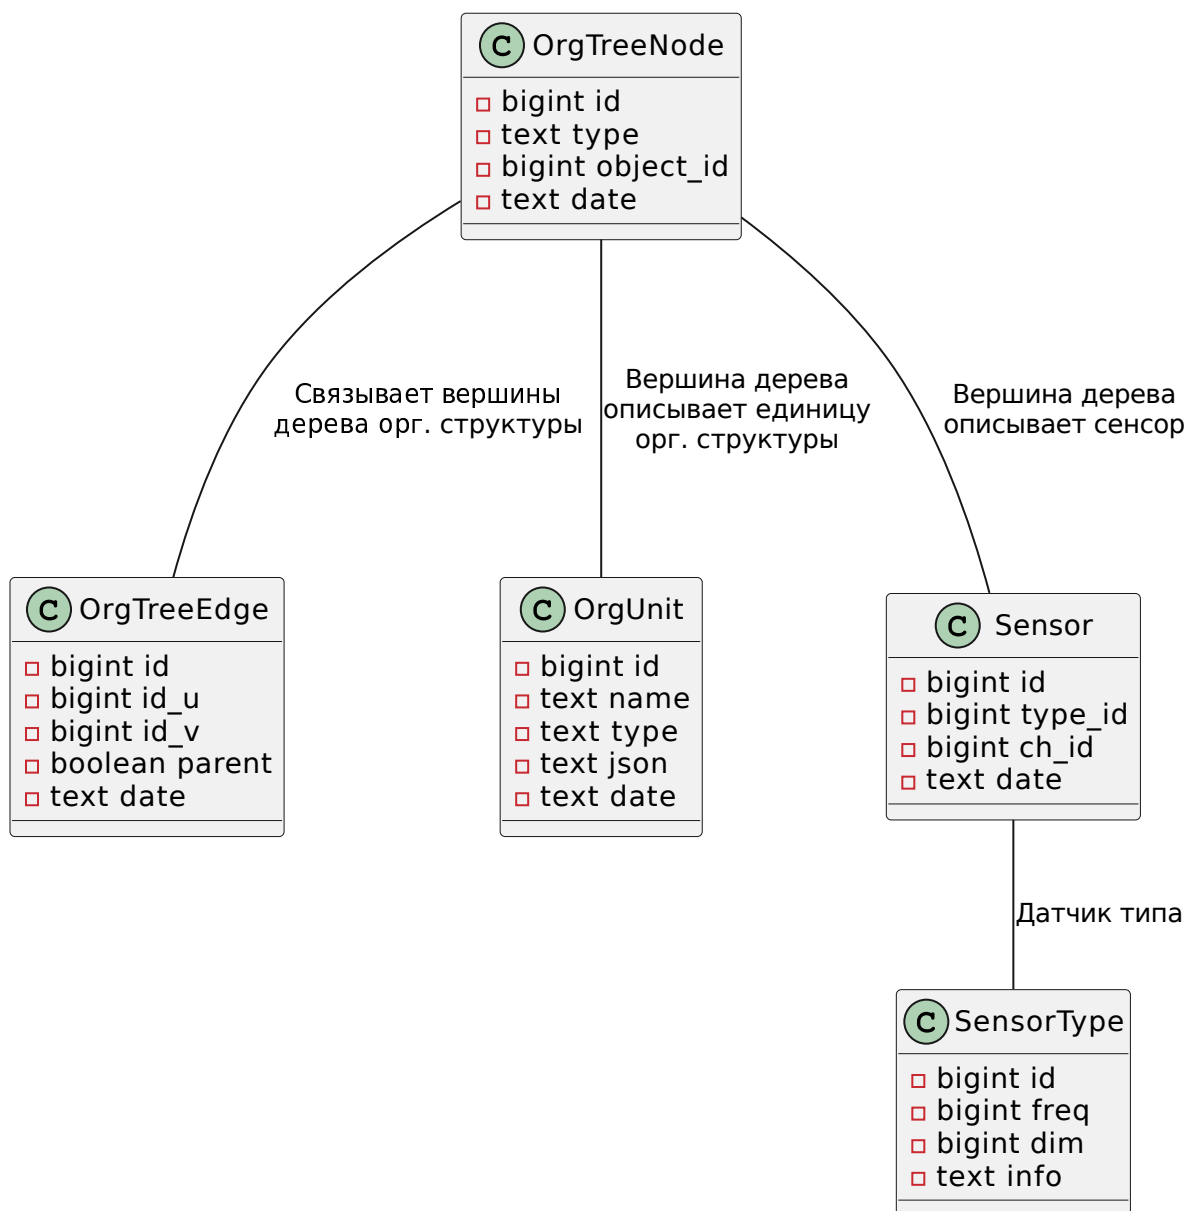 C OrgTreeNode
bigint id
text type
bigint object_id
text date
Связывает вершины
дерева орг. структуры
Вершина дерева
описывает единицу
орг. структуры
Вершина дерева
описывает сенсор
C OrgTreeEdge
bigint id
bigint id_u
bigint id_v
boolean parent
text date
C OrgUnit
bigint id
text name
text type
text json
text date
C Sensor
bigint id
bigint type_id
bigint ch_id
text date
Датчик типа
C SensorType
bigint id
bigint freq
bigint dim
text info